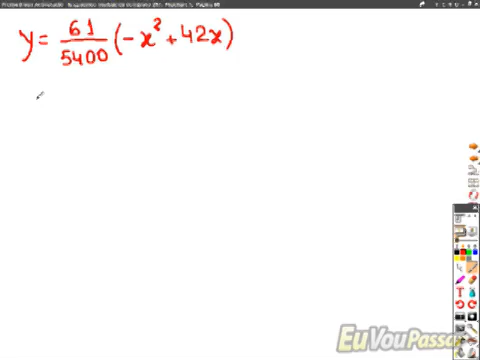 y = 61/5400 (-x² + 42x)
EuVouPassar